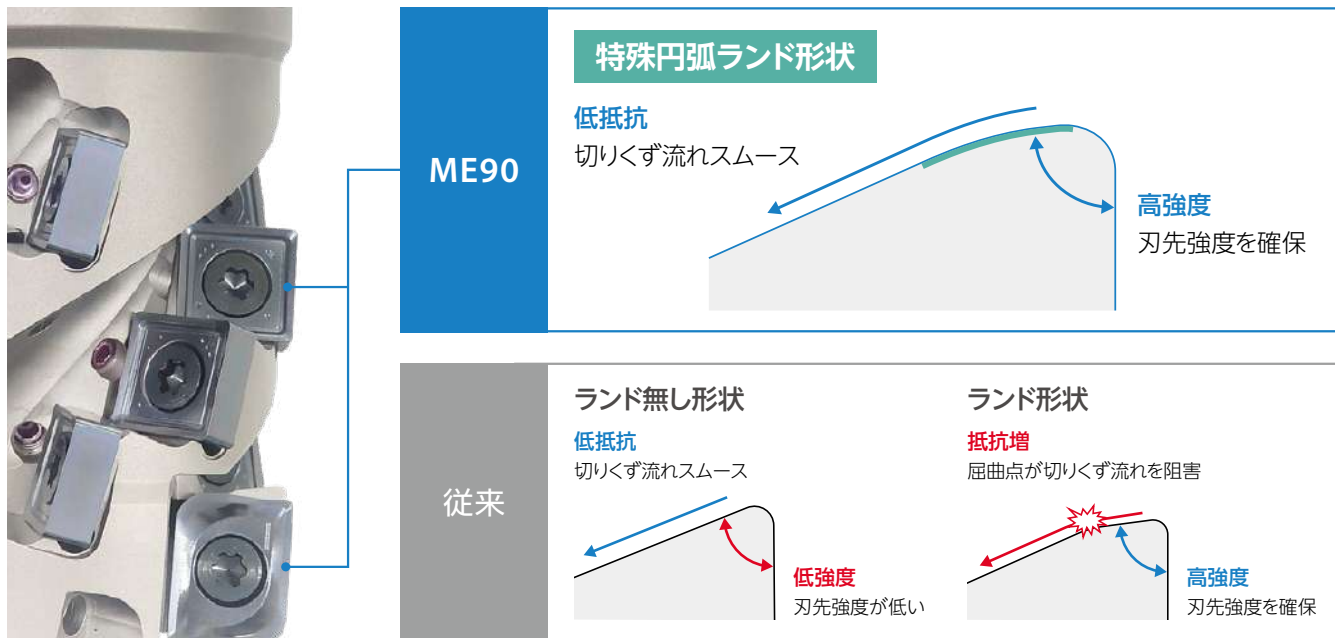 特殊円弧ランド形状
低抵抗
切りくず流れスムース
ME90
高強度
刃先強度を確保
ランド無し形状
低抵抗
切りくず流れスムース
低強度
刃先強度が低い
ランド形状
抵抗増
屈曲点が切りくず流れを阻害
高強度
刃先強度を確保
従来